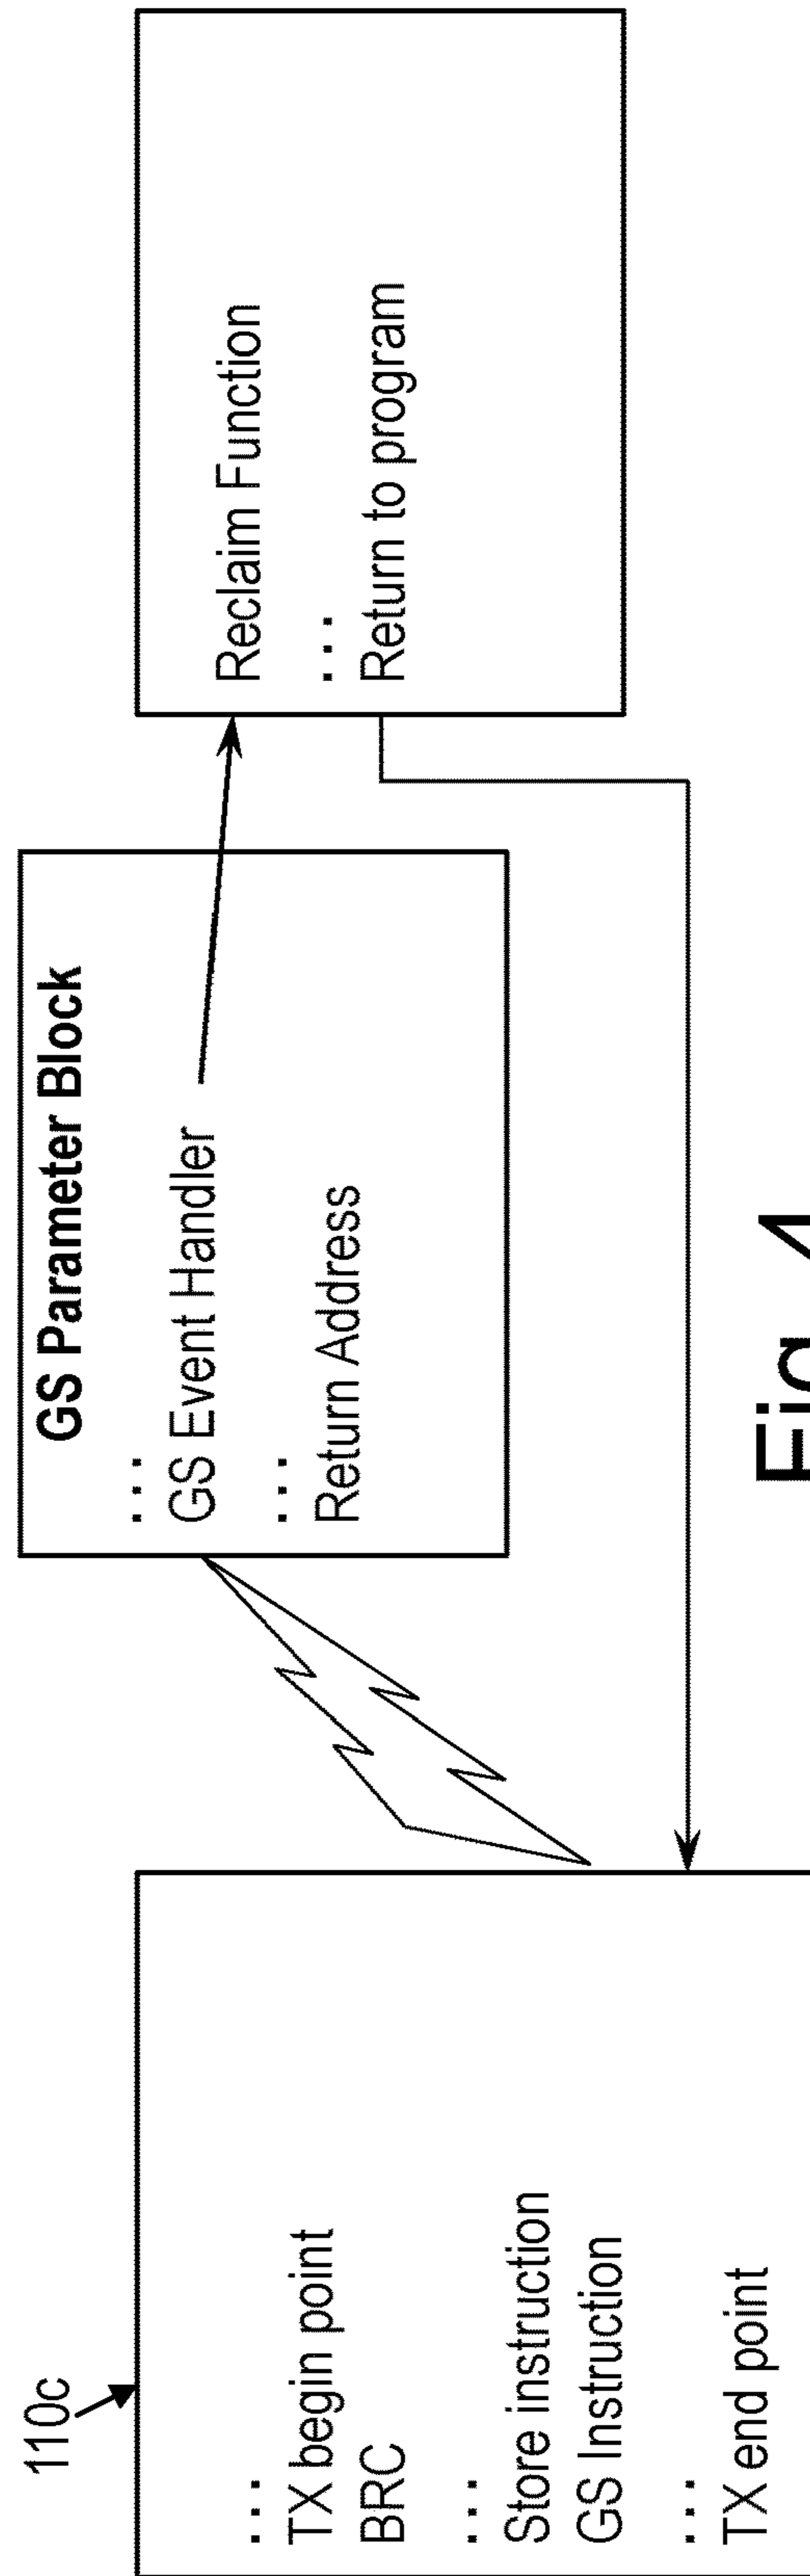 110c
...
TX begin point
BRC
...
Store instruction
GS Instruction
...
TX end point
GS Parameter Block
...
GS Event Handler
...
Return Address
Reclaim Function
...
Return to program
Fig. 4